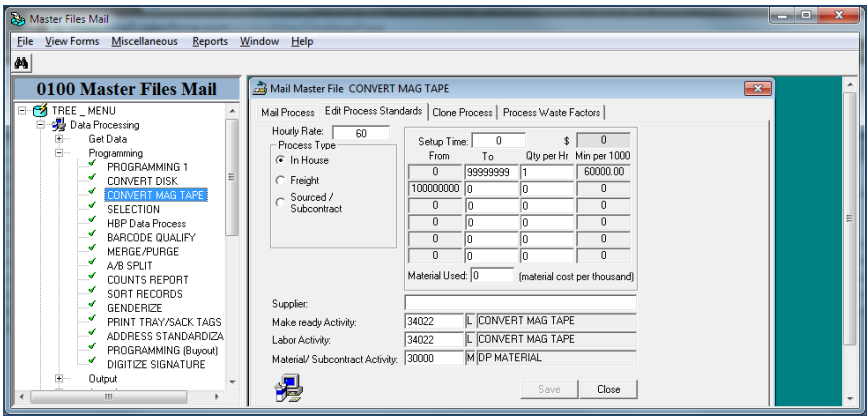 Master Files Mail
File View Forms Miscellaneous Reports Window Help
0100 Master Files Mail
TREE _ MENU
Data Processing
Get Data
Programming
PROGRAMMING 1
CONVERT DISK
CONVERT MAG TAPE
SELECTION
HBP Data Process
BARCODE QUALIFY
MERGE/PURGE
A/B SPLIT
COUNTS REPORT
SORT RECORDS
GENDERIZE
PRINT TRAY/SACK TAGS
ADDRESS STANDARDIZA
PROGRAMMING (Buyout)
DIGITIZE SIGNATURE
Output
Mail Master File CONVERT MAG TAPE
Mail Process Edit Process Standards Clone Process Process Waste Factors
Hourly Rate: 60
Process Type
In House
Freight
Sourced /
Subcontract
Setup Time: 0 $ 0
From To Qty per Hr Min per 1000
0 99999999 1 60000.00
100000000 0 0 0
0 0 0 0
0 0 0 0
0 0 0 0
0 0 0 0
Material Used: 0 (material cost per thousand)
Supplier:
Make ready Activity: 34022 L CONVERT MAG TAPE
Labor Activity: 34022 L CONVERT MAG TAPE
Material/ Subcontract Activity: 30000 M DP MATERIAL
Save Close